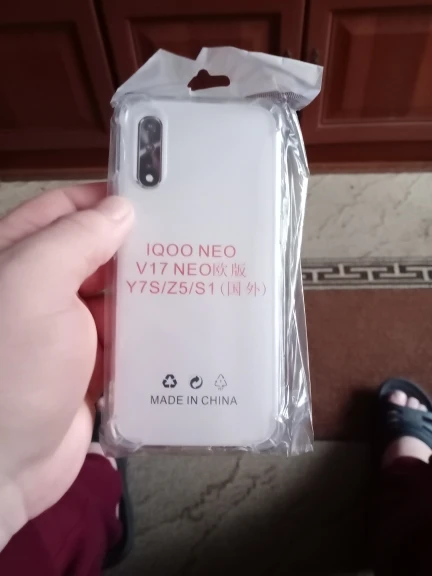 IQOO NEO
V17 NEO欧版
Y7S/Z5/S1(国外)
MADE IN CHINA